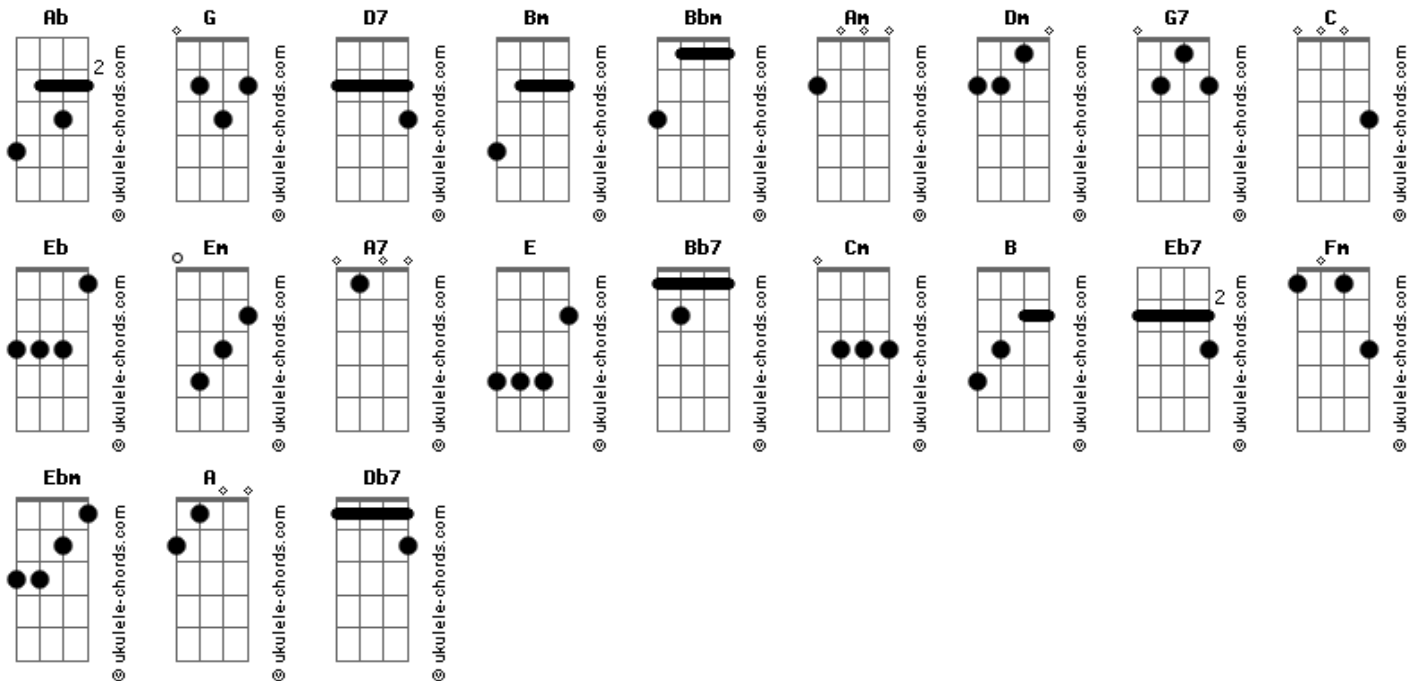 Ab G D7 Bm Bbm Am Dm G7 C
2
© ukulele-chords.com © ukulele-chords.com © ukulele-chords.com © ukulele-chords.com © ukulele-chords.com © ukulele-chords.com © ukulele-chords.com © ukulele-chords.com © ukulele-chords.com
Eb Em A7 E Bb7 Cm B Eb7 Fm
2
© ukulele-chords.com © ukulele-chords.com © ukulele-chords.com © ukulele-chords.com © ukulele-chords.com © ukulele-chords.com © ukulele-chords.com © ukulele-chords.com © ukulele-chords.com
Ebm A Db7
© ukulele-chords.com © ukulele-chords.com © ukulele-chords.com